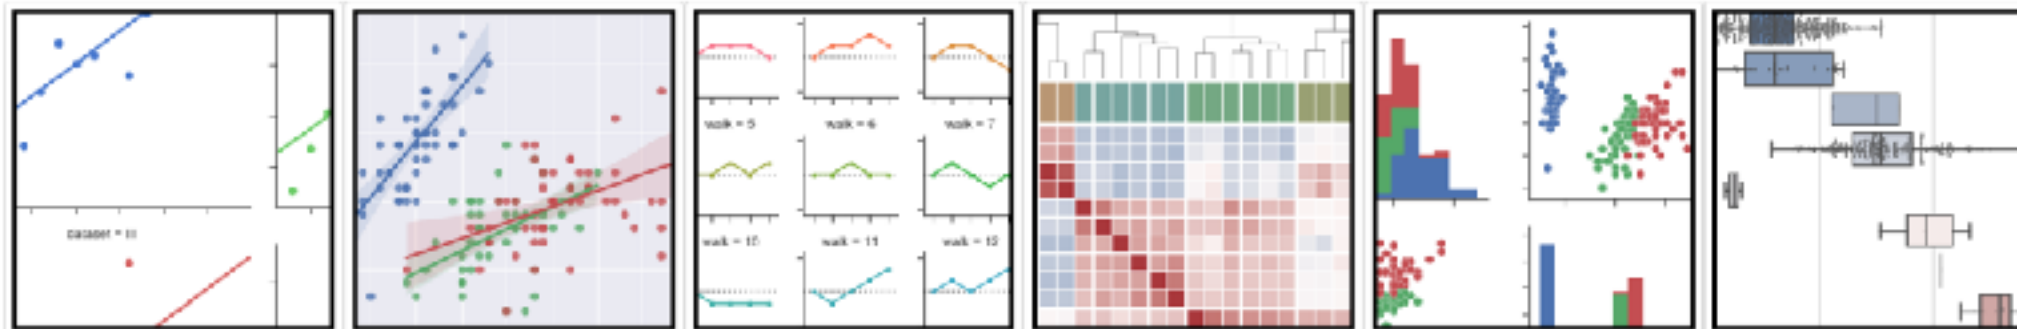 dataset = III
walk = 5
walk = 6
walk = 7
walk = 10
walk = 11
walk = 12